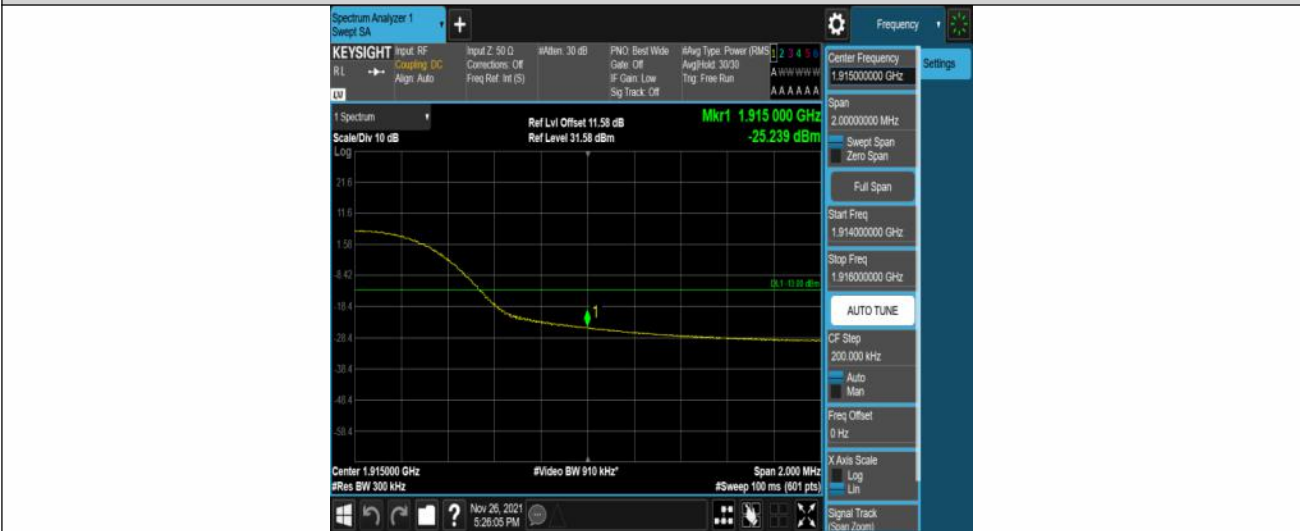 Spectrum Analyzer 1
Swept SA
+
Frequency
KEYSIGHT
RL
LV
Input: RF
Coupling: DC
Align: Auto
Input Z: 50 Ω
Corrections: Off
Freq Ref: Int (S)
#Atten: 30 dB
PNO: Best Wide
Gate: Off
IF Gain: Low
Sig Track: Off
#Avg Type: Power (RMS
Avg|Hold: 30/30
Trig: Free Run
1 2 3 4 5 6
A W W W W W
A A A A A A
Center Frequency
1.915000000 GHz
Settings
Span
2.00000000 MHz
Swept Span
Zero Span
Full Span
Start Freq
1.914000000 GHz
Stop Freq
1.916000000 GHz
AUTO TUNE
CF Step
200.000 kHz
Auto
Man
Freq Offset
0 Hz
X Axis Scale
Log
Lin
Signal Track
(Span Zoom)
1 Spectrum
Scale/Div 10 dB
Log
Ref Lvl Offset 11.58 dB
Ref Level 31.58 dBm
Mkr1 1.915 000 GHz
-25.239 dBm
21.6
11.6
1.58
-8.42
DL1 -13.00 dBm
-18.4
1
-28.4
-38.4
-48.4
-58.4
Center 1.915000 GHz
#Res BW 300 kHz
#Video BW 910 kHz*
Span 2.000 MHz
#Sweep 100 ms (601 pts)
?
Nov 26, 2021
5:26:05 PM